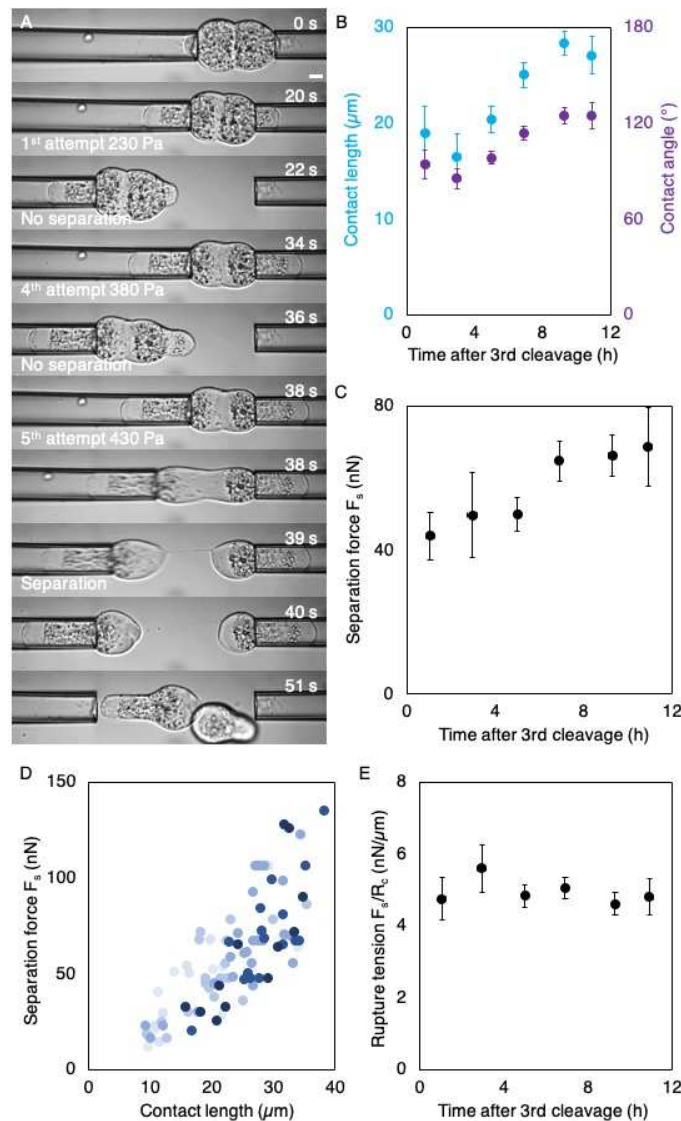 A
0 s
20 s
1st attempt 230 Pa
22 s
No separation
34 s
4th attempt 380 Pa
36 s
No separation
38 s
5th attempt 430 Pa
38 s
39 s
Separation
40 s
51 s
B
30
20
10
0
Contact length (µm)
180
120
60
0
Contact angle (°)
0 4 8 12
Time after 3rd cleavage (h)
C
80
40
0
Separation force Fs (nN)
0 4 8 12
Time after 3rd cleavage (h)
D
150
100
50
0
Separation force Fs (nN)
0 10 20 30 40
Contact length (µm)
E
8
6
4
2
0
Rupture tension Fs/Rc (nN/µm)
0 4 8 12
Time after 3rd cleavage (h)